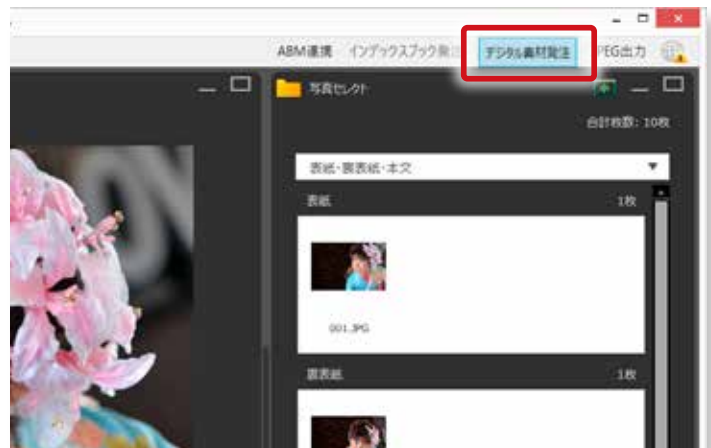 ABM連携 インデックスブック発注 デジタル素材発注 JPEG出力
写真セレクト
合計枚数: 10枚
表紙・裏表紙・本文
表紙 1枚
001.JPG
裏表紙 1枚